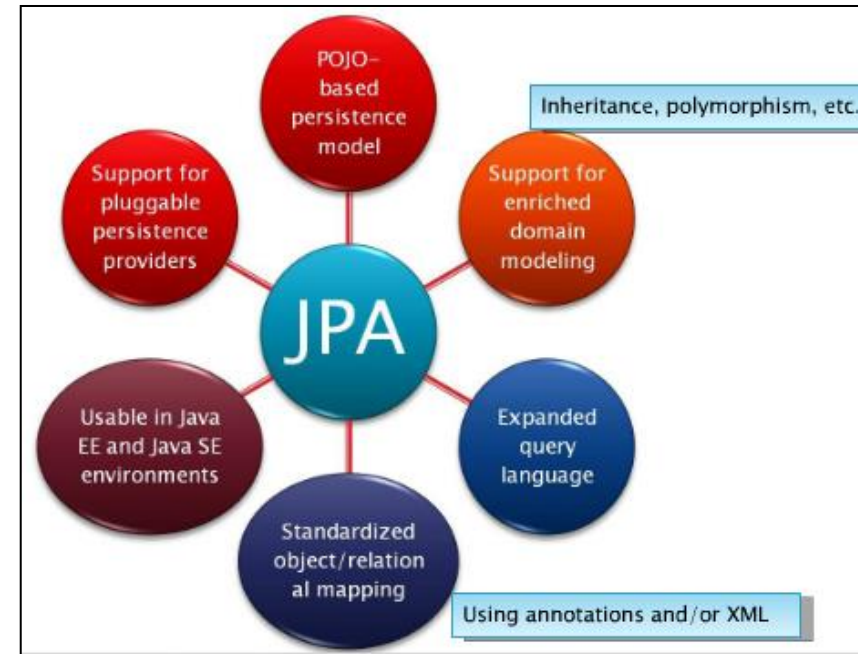 POJO-
based
persistence
model
Inheritance, polymorphism, etc.
Support for
pluggable
persistence
providers
Support for
enriched
domain
modeling
JPA
Usable in Java
EE and Java SE
environments
Expanded
query
language
Standardized
object/relation
al mapping
Using annotations and/or XML